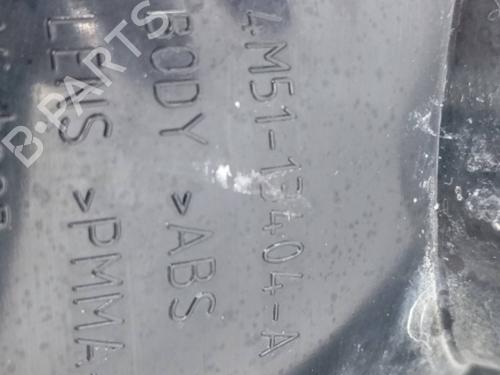 4M51-13404-A
BODY >ABS
LENS >PMMA
B-PARTS